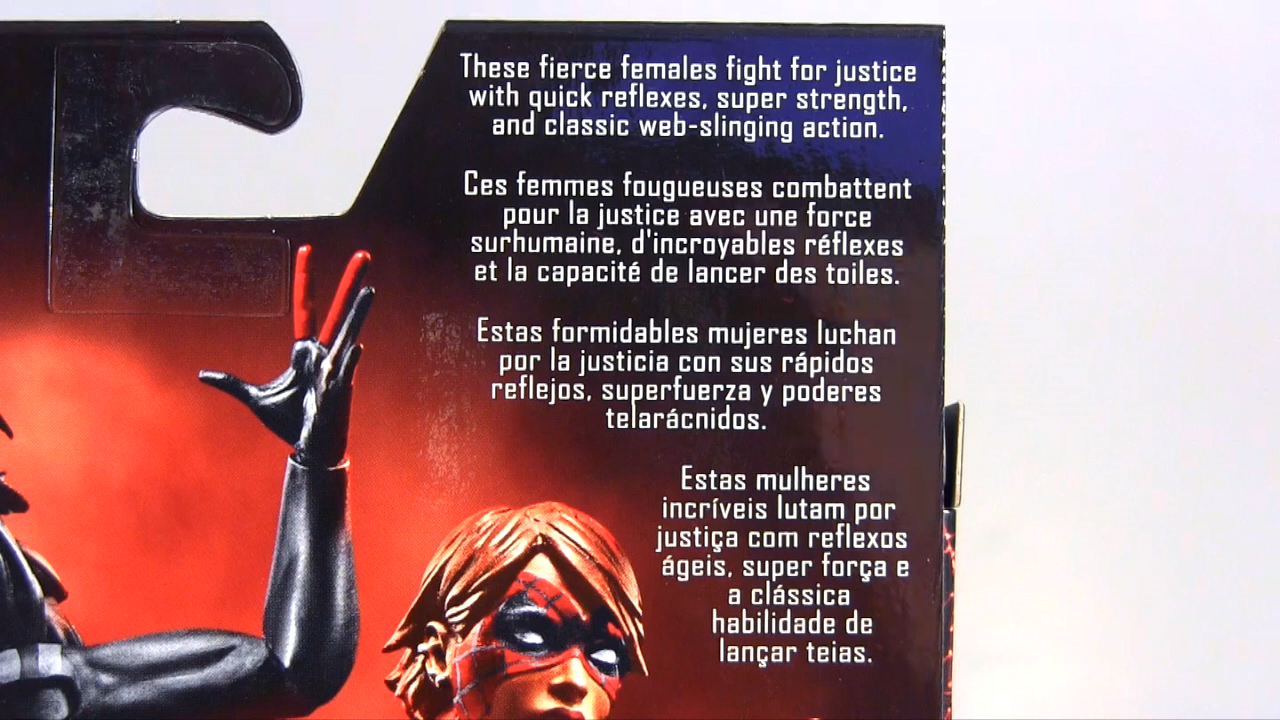 These fierce females fight for justice
with quick reflexes, super strength,
and classic web-slinging action.
Ces femmes fougueuses combattent
pour la justice avec une force
surhumaine, d'incroyables réflexes
et la capacité de lancer des toiles.
Estas formidables mujeres luchan
por la justicia con sus rápidos
reflejos, superfuerza y poderes
telarácnidos.
Estas mulheres
incríveis lutam por
justiça com reflexos
ágeis, super força e
a clássica
habilidade de
lançar teias.